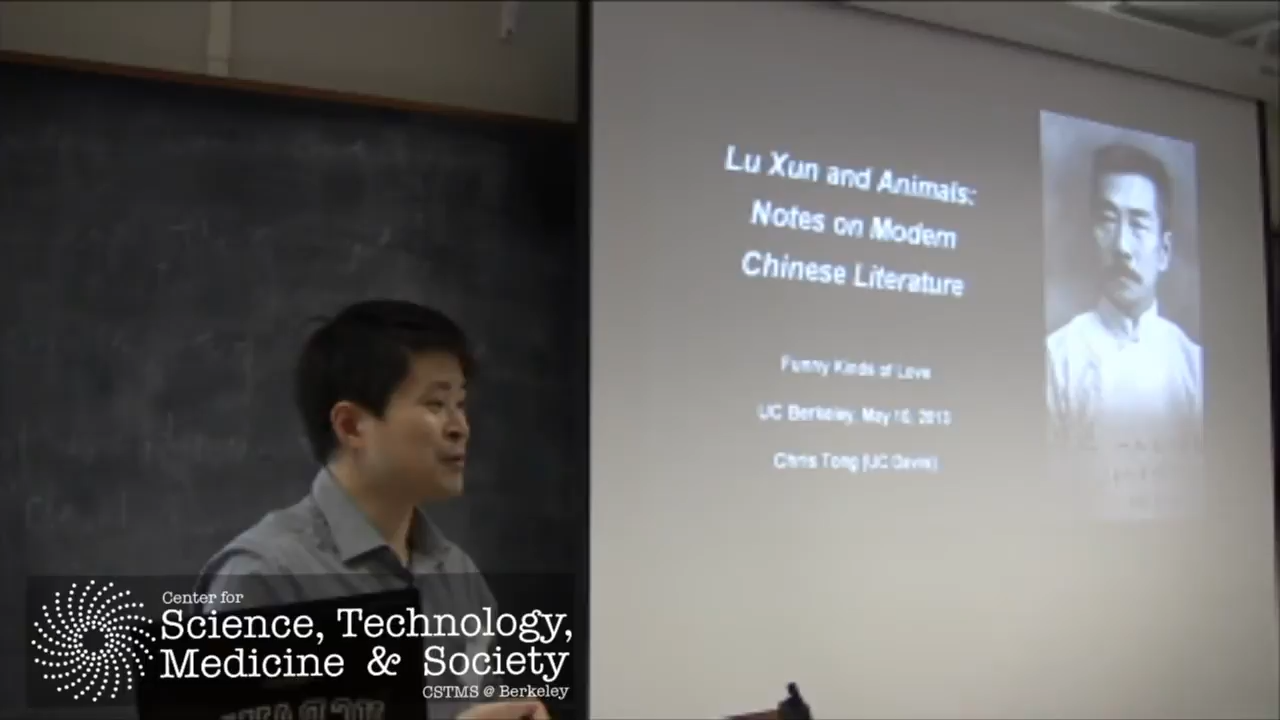 Lu Xun and Animals:
Notes on Modern
Chinese Literature
Funny Kinds of Love
UC Berkeley, May 10, 2013
Chris Tong (UC Davis)
Center for
Science, Technology,
Medicine & Society
CSTMS @ Berkeley